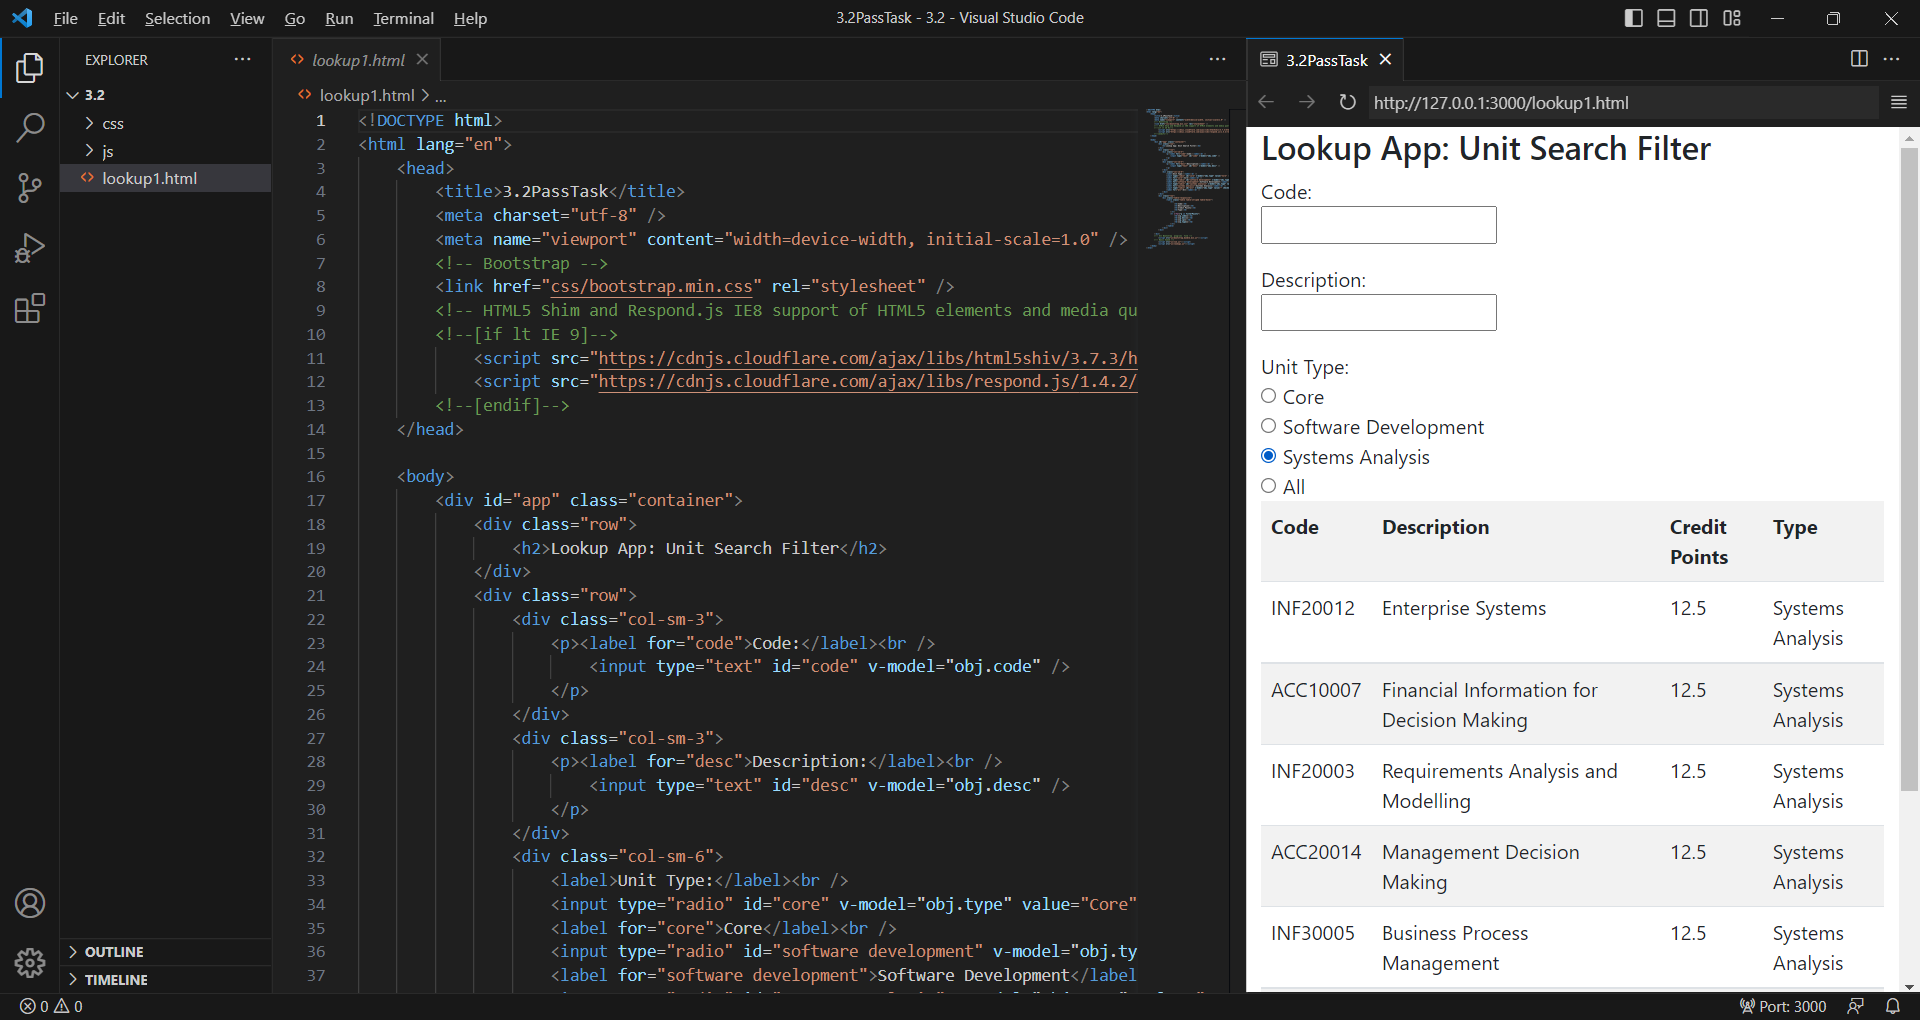 File Edit Selection View Go Run Terminal Help
3.2PassTask - 3.2 - Visual Studio Code
EXPLORER
3.2
css
js
lookup1.html
OUTLINE
TIMELINE
lookup1.html
lookup1.html > ...
1 <!DOCTYPE html>
2 <html lang="en">
3 <head>
4 <title>3.2PassTask</title>
5 <meta charset="utf-8" />
6 <meta name="viewport" content="width=device-width, initial-scale=1.0" />
7 <!-- Bootstrap -->
8 <link href="css/bootstrap.min.css" rel="stylesheet" />
9 <!-- HTML5 Shim and Respond.js IE8 support of HTML5 elements and media qu
10 <!--[if lt IE 9]-->
11 <script src="https://cdnjs.cloudflare.com/ajax/libs/html5shiv/3.7.3/h
12 <script src="https://cdnjs.cloudflare.com/ajax/libs/respond.js/1.4.2/
13 <!--[endif]-->
14 </head>
15
16 <body>
17 <div id="app" class="container">
18 <div class="row">
19 <h2>Lookup App: Unit Search Filter</h2>
20 </div>
21 <div class="row">
22 <div class="col-sm-3">
23 <p><label for="code">Code:</label><br />
24 <input type="text" id="code" v-model="obj.code" />
25 </p>
26 </div>
27 <div class="col-sm-3">
28 <p><label for="desc">Description:</label><br />
29 <input type="text" id="desc" v-model="obj.desc" />
30 </p>
31 </div>
32 <div class="col-sm-6">
33 <label>Unit Type:</label><br />
34 <input type="radio" id="core" v-model="obj.type" value="Core"
35 <label for="core">Core</label><br />
36 <input type="radio" id="software development" v-model="obj.ty
37 <label for="software development">Software Development</label
3.2PassTask
http://127.0.0.1:3000/lookup1.html
Lookup App: Unit Search Filter
Code:
Description:
Unit Type:
Core
Software Development
Systems Analysis
All
Code Description Credit Points Type
INF20012 Enterprise Systems 12.5 Systems Analysis
ACC10007 Financial Information for Decision Making 12.5 Systems Analysis
INF20003 Requirements Analysis and Modelling 12.5 Systems Analysis
ACC20014 Management Decision Making 12.5 Systems Analysis
INF30005 Business Process Management 12.5 Systems Analysis
0 0
Port: 3000